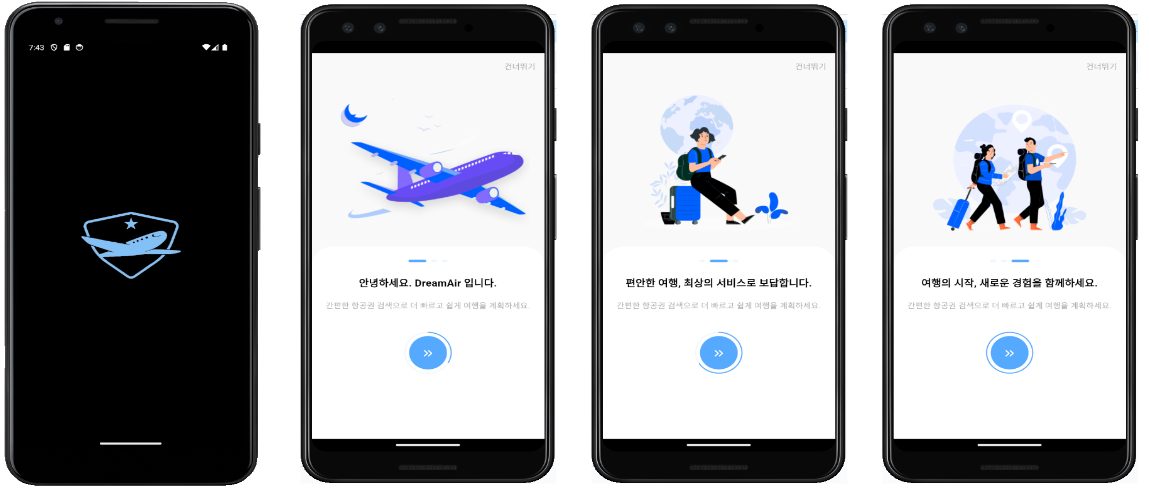 7:43
건너뛰기
안녕하세요. DreamAir 입니다.
간편한 항공권 검색으로 더 빠르고 쉽게 여행을 계획하세요.
건너뛰기
편안한 여행, 최상의 서비스로 보답합니다.
간편한 항공권 검색으로 더 빠르고 쉽게 여행을 계획하세요.
건너뛰기
여행의 시작, 새로운 경험을 함께하세요.
간편한 항공권 검색으로 더 빠르고 쉽게 여행을 계획하세요.